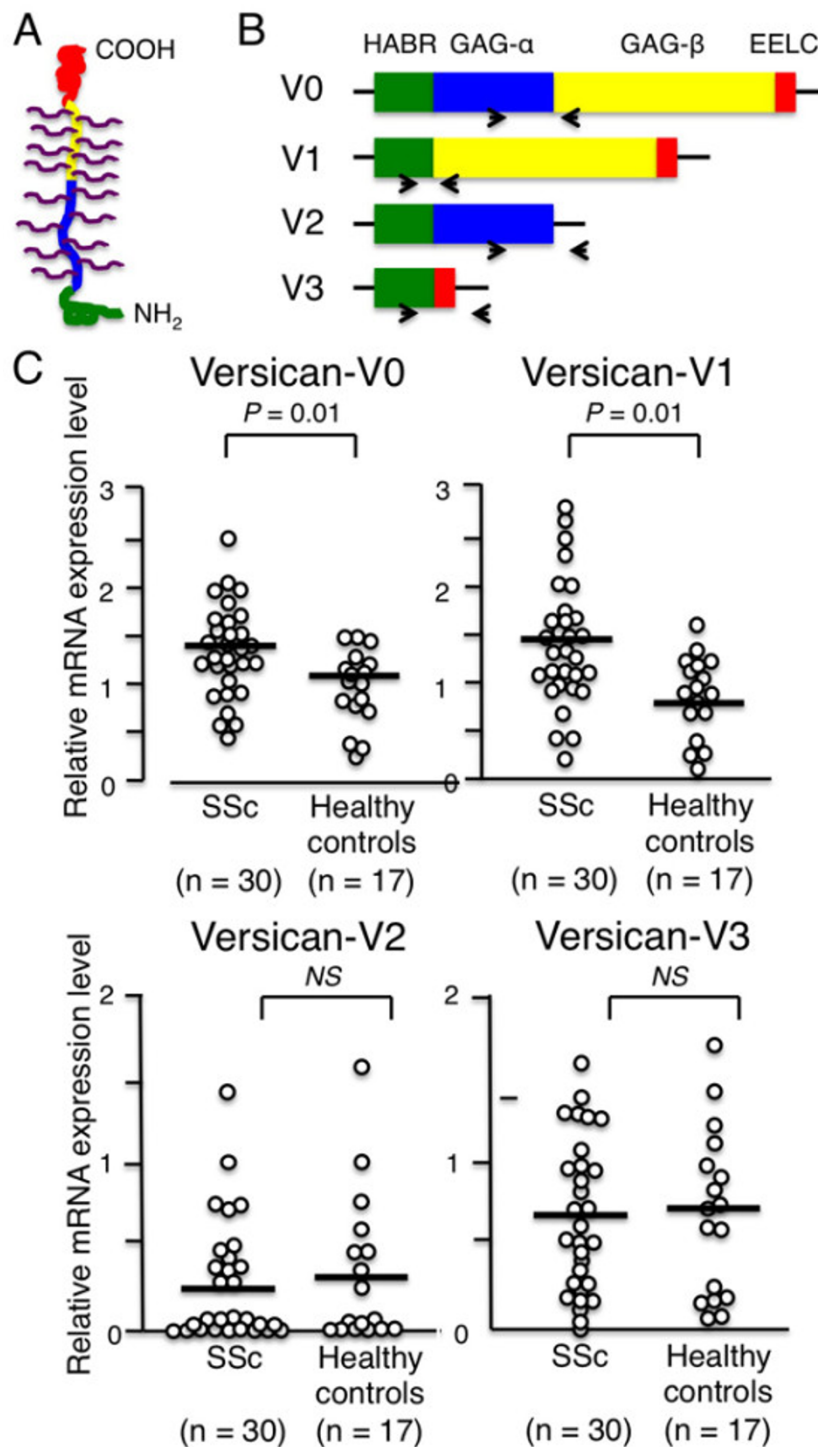 A
COOH
NH2
B
HABR GAG-α GAG-β EELC
V0
V1
V2
V3
C
Versican-V0
P = 0.01
Relative mRNA expression level
3
2
1
0
SSc
Healthy
controls
(n = 30) (n = 17)
Versican-V1
P = 0.01
3
2
1
0
SSc
Healthy
controls
(n = 30) (n = 17)
Versican-V2
NS
Relative mRNA expression level
2
1
0
SSc
Healthy
controls
(n = 30) (n = 17)
Versican-V3
NS
2
1
0
SSc
Healthy
controls
(n = 30) (n = 17)